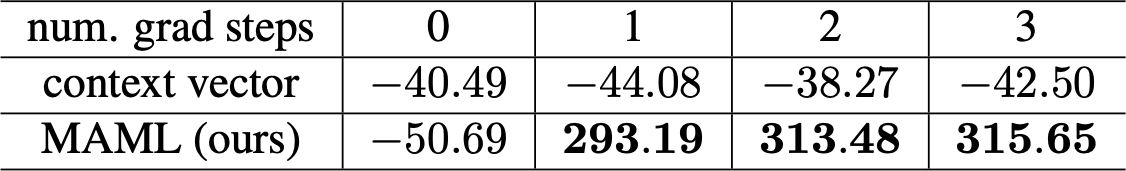 num. grad steps 0 1 2 3
context vector −40.49 −44.08 −38.27 −42.50
MAML (ours) −50.69 293.19 313.48 315.65